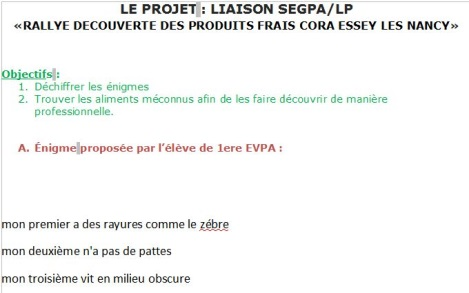 LE PROJET : LIAISON SEGPA/LP
«RALLYE DECOUVERTE DES PRODUITS FRAIS CORA ESSEY LES NANCY»
Objectifs :
1. Déchiffrer les énigmes
2. Trouver les aliments méconnus afin de les faire découvrir de manière
professionnelle.
A. Énigme proposée par l'élève de 1ere EVPA :
mon premier a des rayures comme le zébre
mon deuxième n'a pas de pattes
mon troisième vit en milieu obscure